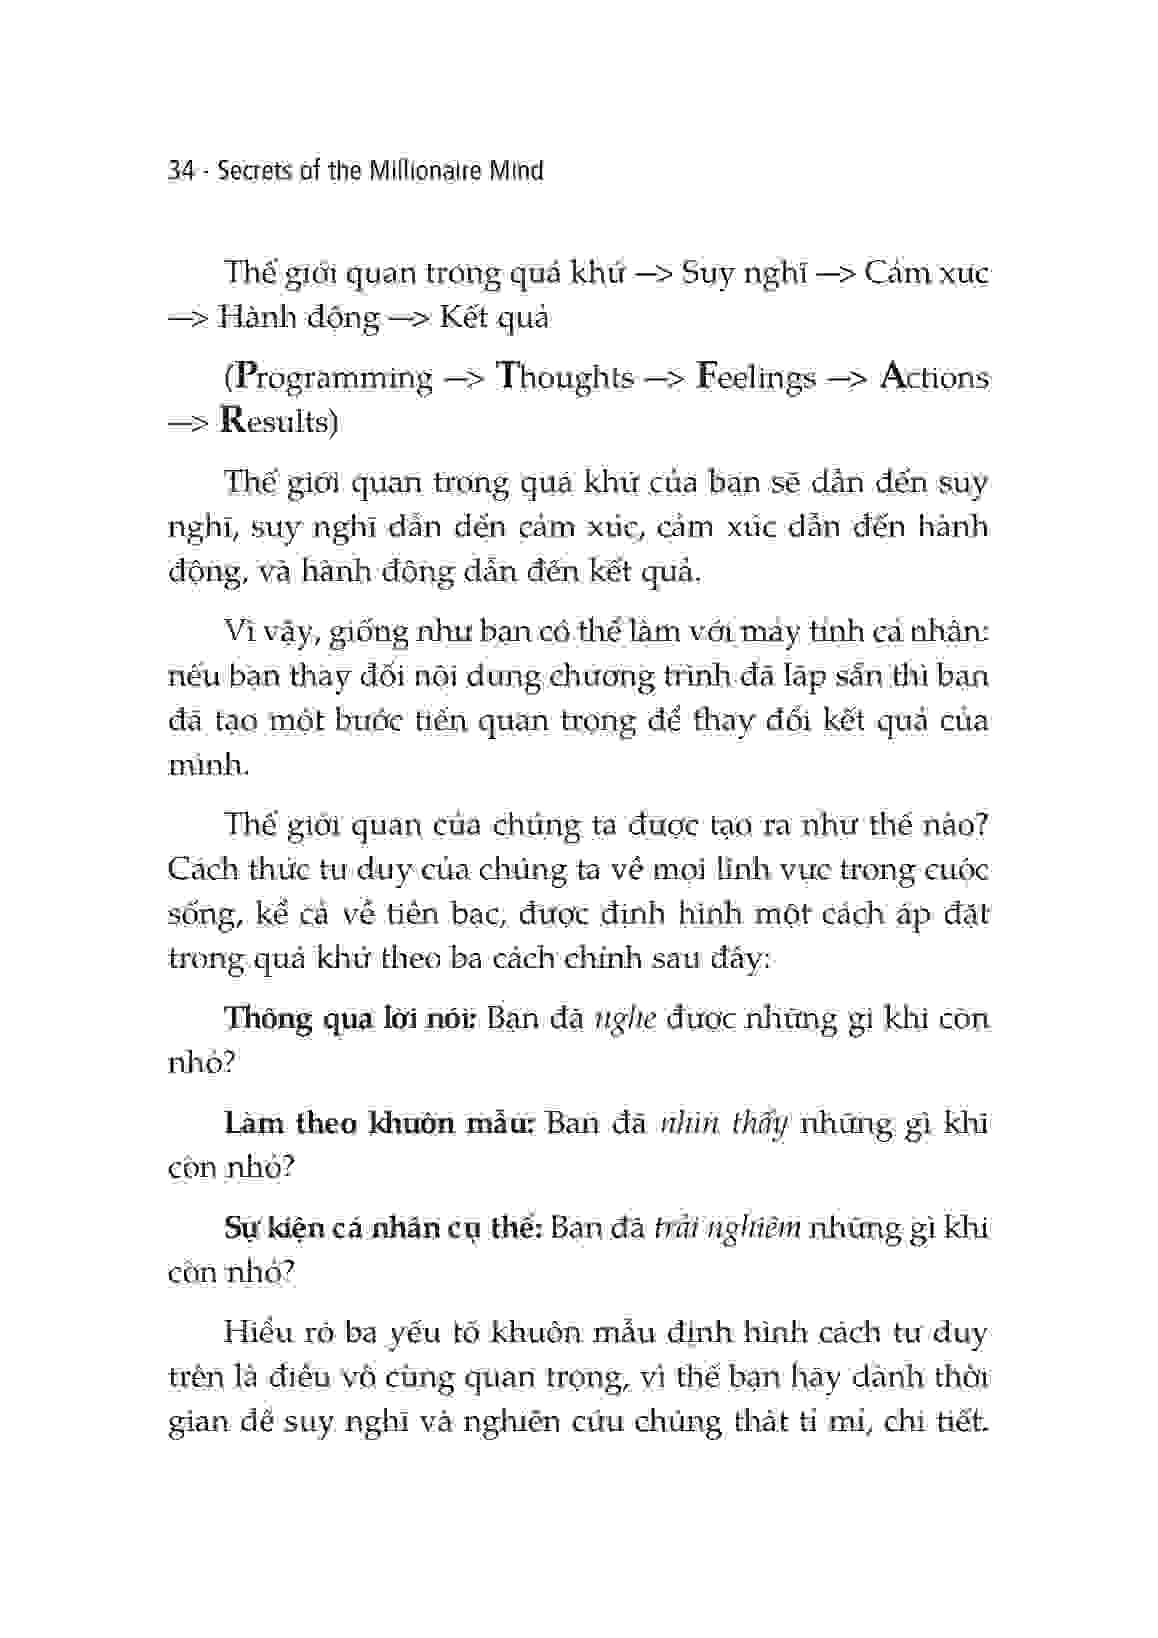 34 - Secrets of the Millionaire Mind
Thế giới quan trong quá khứ —> Suy nghĩ —> Cảm xúc
—> Hành động —> Kết quả
(Programming —> Thoughts —> Feelings —> Actions
—> Results)
Thế giới quan trong quá khứ của bạn sẽ dẫn đến suy
nghĩ, suy nghĩ dẫn đến cảm xúc, cảm xúc dẫn đến hành
động, và hành động dẫn đến kết quả.
Vì vậy, giống như bạn có thể làm với máy tính cá nhân:
nếu bạn thay đổi nội dung chương trình đã lắp sẵn thì bạn
đã tạo một bước tiến quan trọng để thay đổi kết quả của
mình.
Thế giới quan của chúng ta được tạo ra như thế nào?
Cách thức tư duy của chúng ta về mọi lĩnh vực trong cuộc
sống, kể cả về tiền bạc, được định hình một cách áp đặt
trong quá khứ theo ba cách chính sau đây:
Thông qua lời nói: Bạn đã nghe được những gì khi còn
nhỏ?
Làm theo khuôn mẫu: Bạn đã nhìn thấy những gì khi
còn nhỏ?
Sự kiện cá nhân cụ thể: Bạn đã trải nghiệm những gì khi
còn nhỏ?
Hiểu rõ ba yếu tố khuôn mẫu định hình cách tư duy
trên là điều vô cùng quan trọng, vì thế bạn hãy dành thời
gian để suy nghĩ và nghiên cứu chúng thật tỉ mỉ, chi tiết.